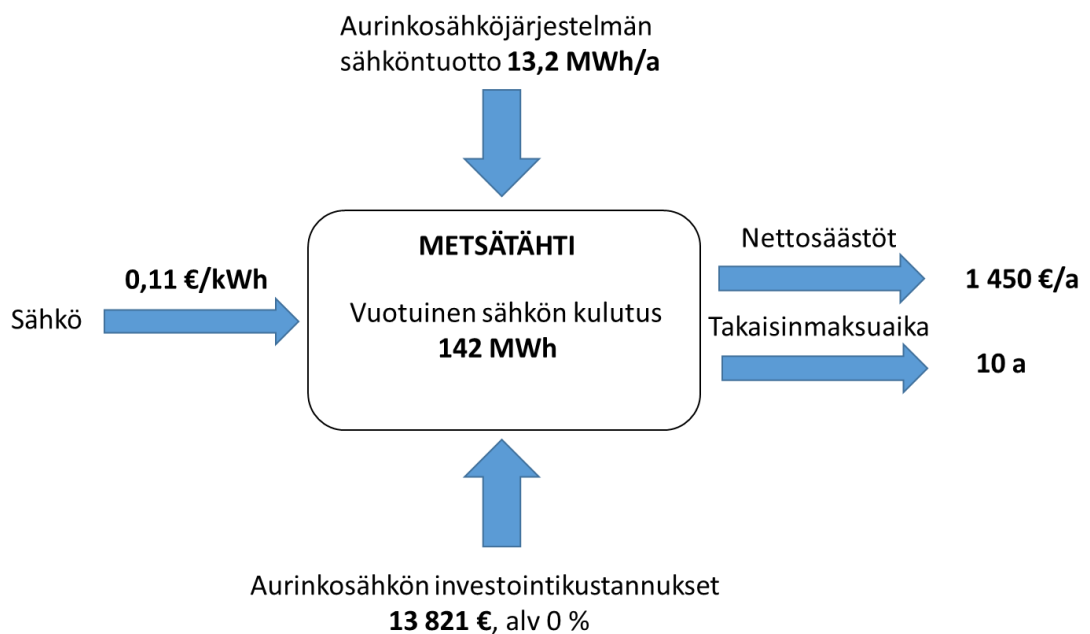 Aurinkosähköjärjestelmän
sähköntuotto 13,2 MWh/a
METSÄTÄHTI
Vuotuinen sähkön kulutus
142 MWh
Sähkö
0,11 €/kWh
Nettosäästöt
1 450 €/a
Takaisinmaksuaika
10 a
Aurinkosähkön investointikustannukset
13 821 €, alv 0 %